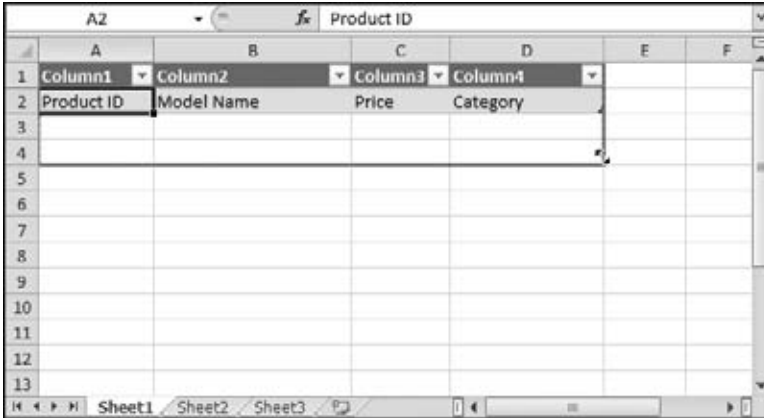 A2 fx Product ID
A B C D E F
1 Column1 Column2 Column3 Column4
2 Product ID Model Name Price Category
3
4
5
6
7
8
9
10
11
12
13
Sheet1 Sheet2 Sheet3